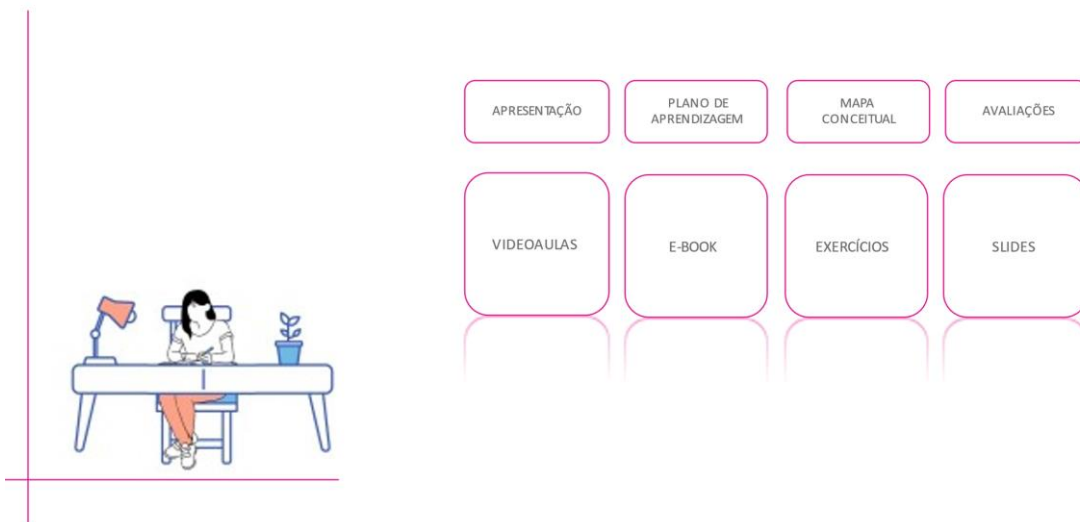 APRESENTAÇÃO
PLANO DE
APRENDIZAGEM
MAPA
CONCEITUAL
AVALIAÇÕES
VIDEOAULAS
E-BOOK
EXERCÍCIOS
SLIDES